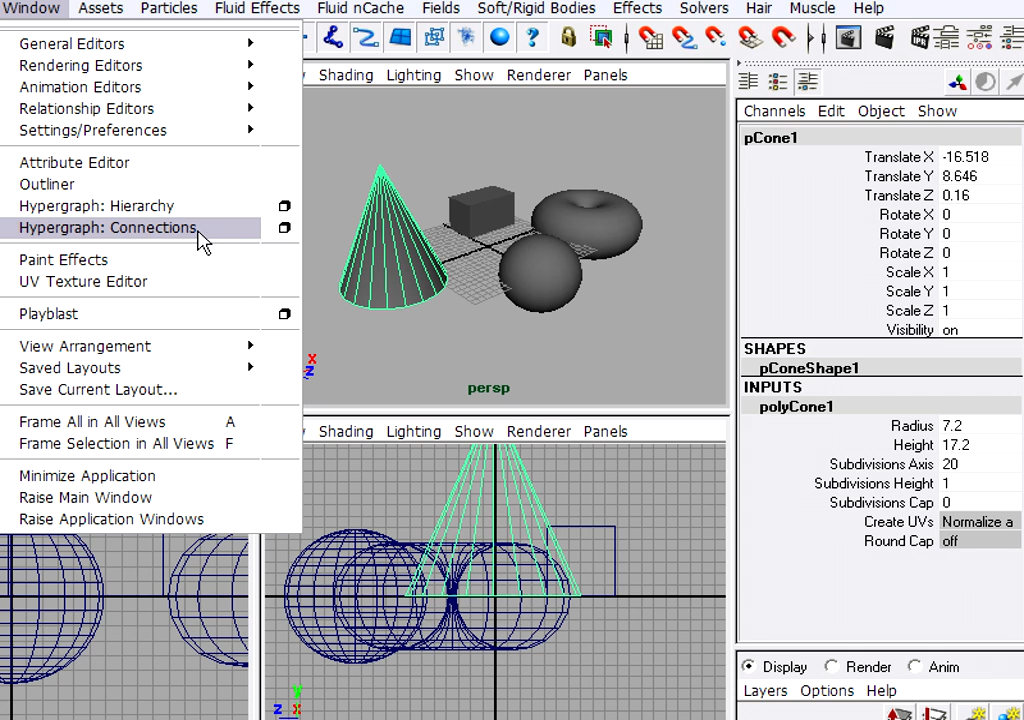 Window Assets Particles Fluid Effects Fluid nCache Fields Soft/Rigid Bodies Effects Solvers Hair Muscle Help
General Editors
Rendering Editors
Animation Editors
Relationship Editors
Settings/Preferences
Attribute Editor
Outliner
Hypergraph: Hierarchy
Hypergraph: Connections
Paint Effects
UV Texture Editor
Playblast
View Arrangement
Saved Layouts
Save Current Layout...
Frame All in All Views A
Frame Selection in All Views F
Minimize Application
Raise Main Window
Raise Application Windows
?
Shading Lighting Show Renderer Panels
X
Z
persp
Shading Lighting Show Renderer Panels
Y
Z X
Channels Edit Object Show
pCone1
Translate X -16.518
Translate Y 8.646
Translate Z 0.16
Rotate X 0
Rotate Y 0
Rotate Z 0
Scale X 1
Scale Y 1
Scale Z 1
Visibility on
SHAPES
pConeShape1
INPUTS
polyCone1
Radius 7.2
Height 17.2
Subdivisions Axis 20
Subdivisions Height 1
Subdivisions Cap 0
Create UVs Normalize a
Round Cap off
Display Render Anim
Layers Options Help